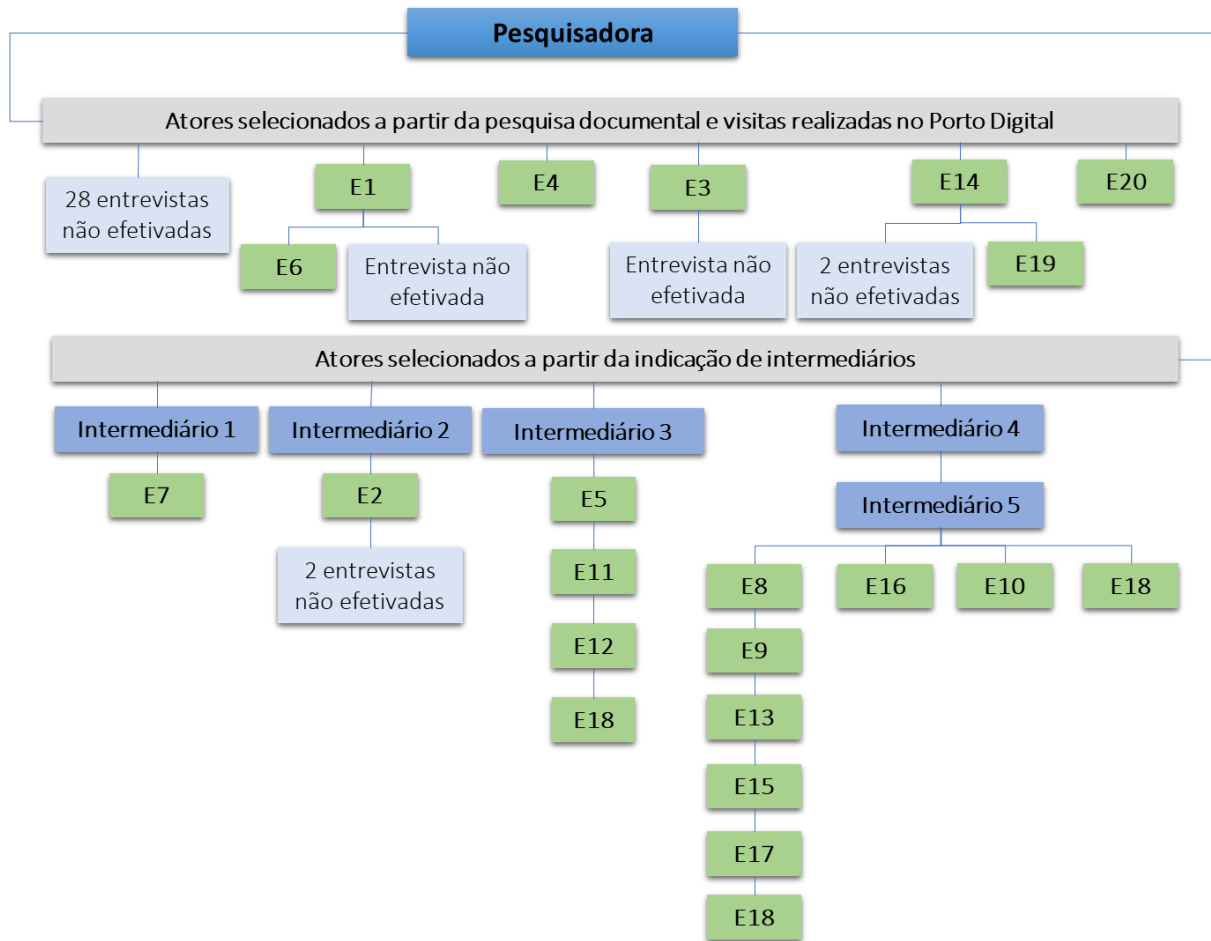 Pesquisadora
Atores selecionados a partir da pesquisa documental e visitas realizadas no Porto Digital
28 entrevistas
não efetivadas
E1
E4
E3
E14
E20
E6
Entrevista não
efetivada
Entrevista não
efetivada
2 entrevistas
não efetivadas
E19
Atores selecionados a partir da indicação de intermediários
Intermediário 1
Intermediário 2
Intermediário 3
Intermediário 4
E7
E2
E5
Intermediário 5
2 entrevistas
não efetivadas
E11
E8
E16
E10
E18
E12
E9
E18
E13
E15
E17
E18